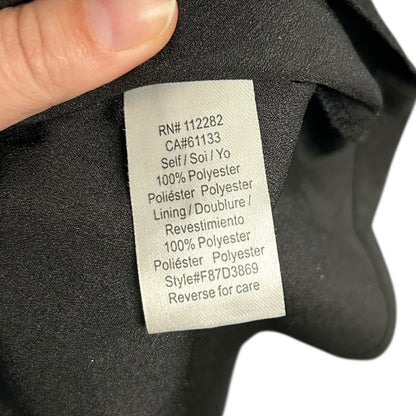 RN# 112282
CA#61133
Self / Soi / Yo
100% Polyester
Poliéster Polyester
Lining / Doublure /
Revestimiento
100% Polyester
Poliéster Polyester
Style#F87D3869
Reverse for care